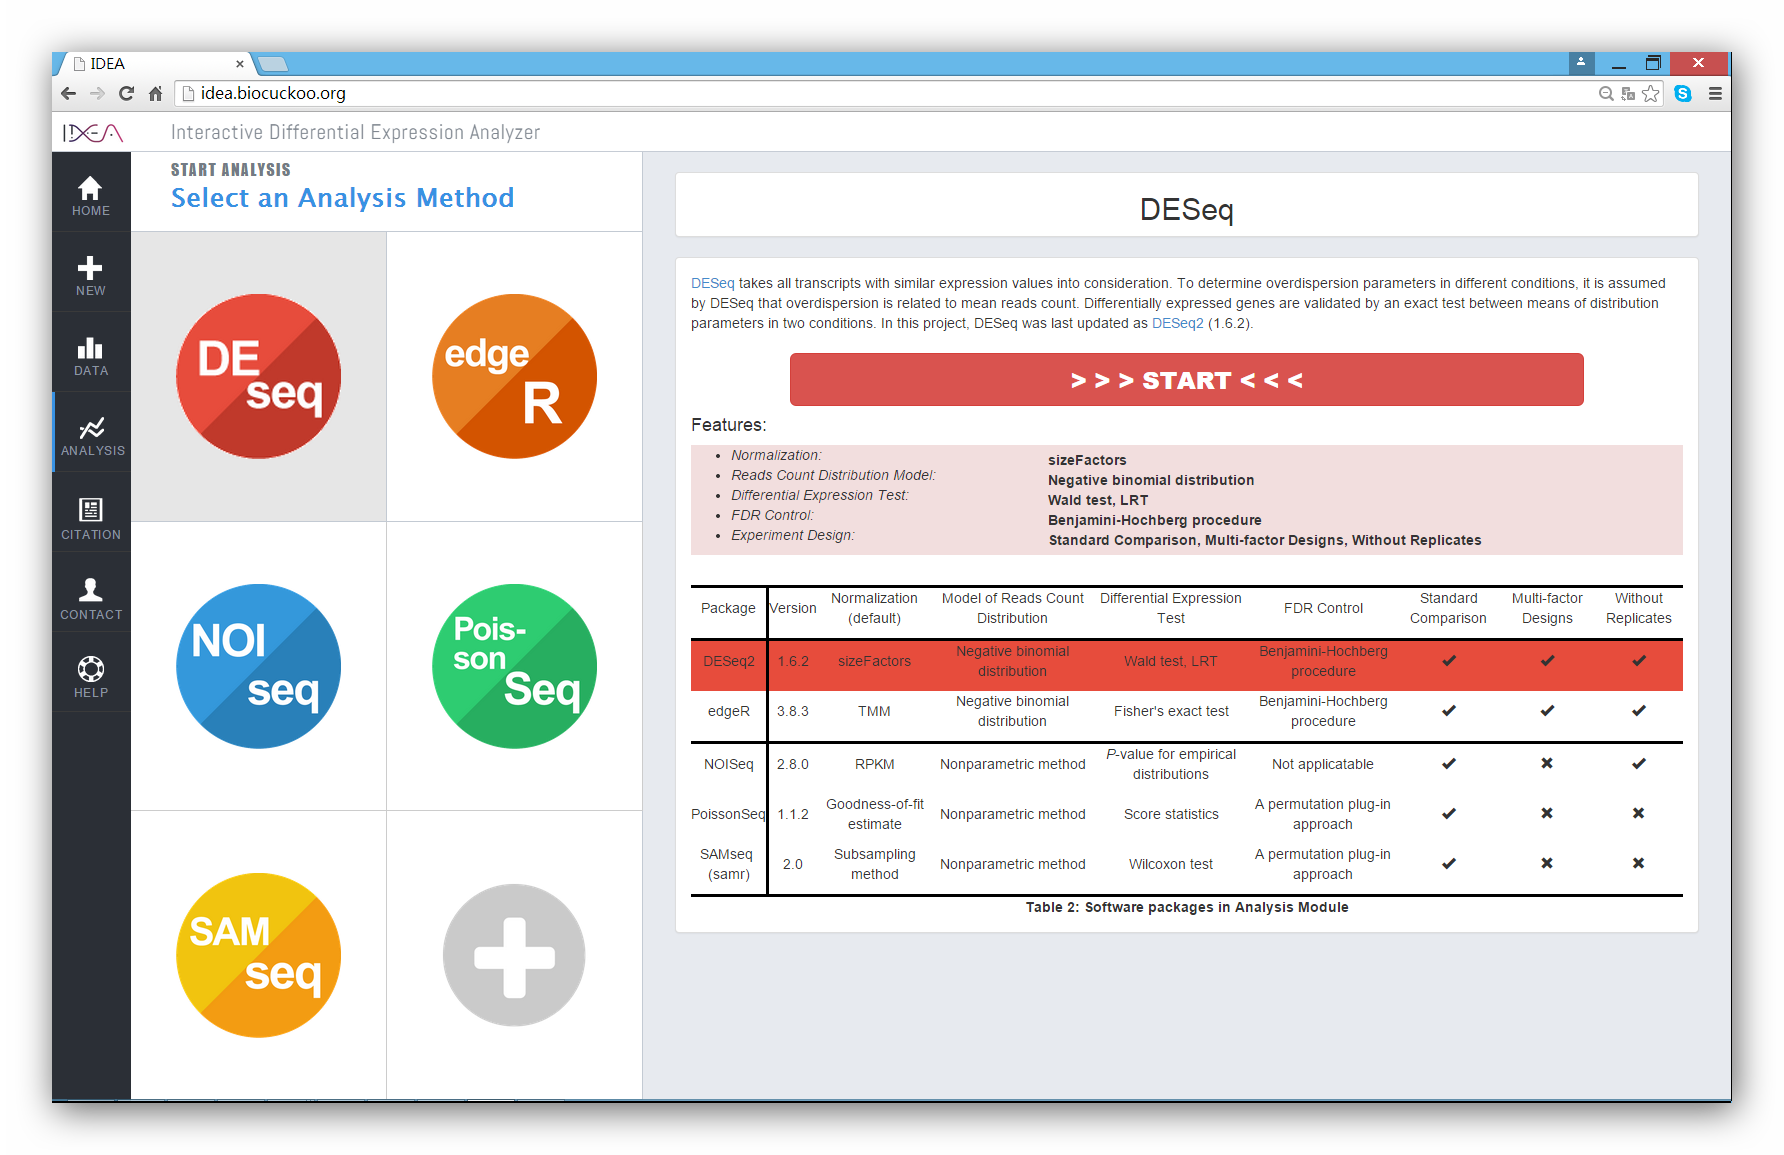 IDEA
idea.biocuckoo.org
IDEA
Interactive Differential Expression Analyzer
HOME
NEW
DATA
ANALYSIS
CITATION
CONTACT
HELP
START ANALYSIS
Select an Analysis Method
DE
seq
edge
R
NOI
seq
Pois-
son
Seq
SAM
seq
DESeq
DESeq takes all transcripts with similar expression values into consideration. To determine overdispersion parameters in different conditions, it is assumed
by DESeq that overdispersion is related to mean reads count. Differentially expressed genes are validated by an exact test between means of distribution
parameters in two conditions. In this project, DESeq was last updated as DESeq2 (1.6.2).
> > > START < < <
Features:
• Normalization: sizeFactors
• Reads Count Distribution Model: Negative binomial distribution
• Differential Expression Test: Wald test, LRT
• FDR Control: Benjamini-Hochberg procedure
• Experiment Design: Standard Comparison, Multi-factor Designs, Without Replicates
Package Version Normalization (default) Model of Reads Count Distribution Differential Expression Test FDR Control Standard Comparison Multi-factor Designs Without Replicates
DESeq2 1.6.2 sizeFactors Negative binomial distribution Wald test, LRT Benjamini-Hochberg procedure ✔ ✔ ✔
edgeR 3.8.3 TMM Negative binomial distribution Fisher's exact test Benjamini-Hochberg procedure ✔ ✔ ✔
NOISeq 2.8.0 RPKM Nonparametric method P-value for empirical distributions Not applicatable ✔ ✖ ✔
PoissonSeq 1.1.2 Goodness-of-fit estimate Nonparametric method Score statistics A permutation plug-in approach ✔ ✖ ✖
SAMseq (samr) 2.0 Subsampling method Nonparametric method Wilcoxon test A permutation plug-in approach ✔ ✖ ✖
Table 2: Software packages in Analysis Module